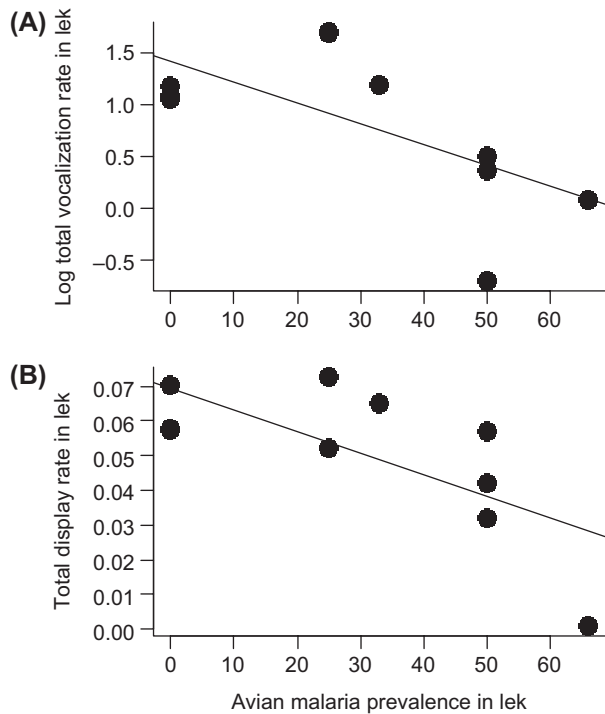 (A)
Log total vocalization rate in lek
1.5
1.0
0.5
0.0
−0.5
0 10 20 30 40 50 60
(B)
Total display rate in lek
0.07
0.06
0.05
0.04
0.03
0.02
0.01
0.00
0 10 20 30 40 50 60
Avian malaria prevalence in lek